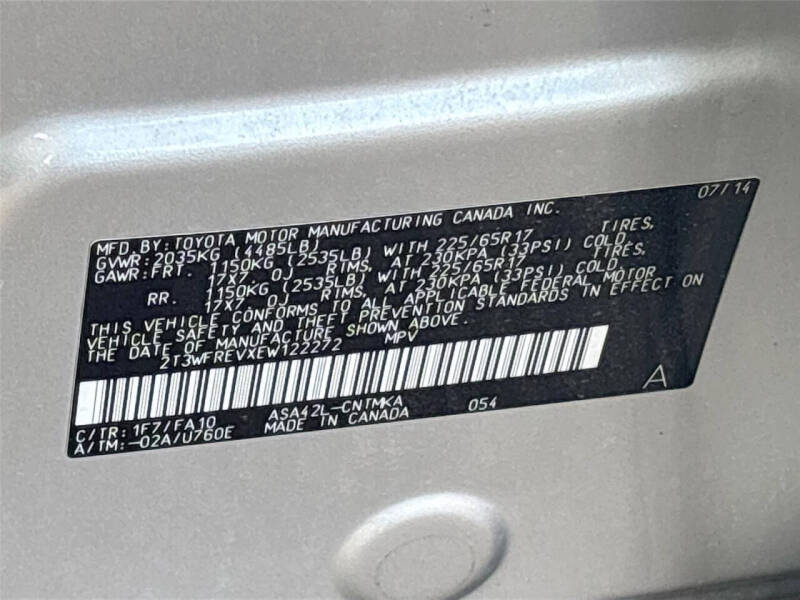 07/14
MFD.BY:TOYOTA MOTOR MANUFACTURING CANADA INC.
GVWR:2035KG (4485LB)
GAWR:FRT. 1150KG (2535LB) WITH 225/65R17 TIRES,
17X7.0J- RIMS, AT 230KPA (33PSI) COLD.
RR. 1150KG (2535LB) WITH 225/65R17 TIRES,
17X7.0J- RIMS, AT 230KPA (33PSI) COLD.
THIS VEHICLE CONFORMS TO ALL APPLICABLE FEDERAL MOTOR
VEHICLE SAFETY AND THEFT PREVENTION STANDARDS IN EFFECT ON
THE DATE OF MANUFACTURE SHOWN ABOVE.
2T3WFREVXEW122272 MPV
A
C/TR:1F7/FA10 ASA42L-CNTMKA 054
A/TM:-02A/U760E MADE IN CANADA